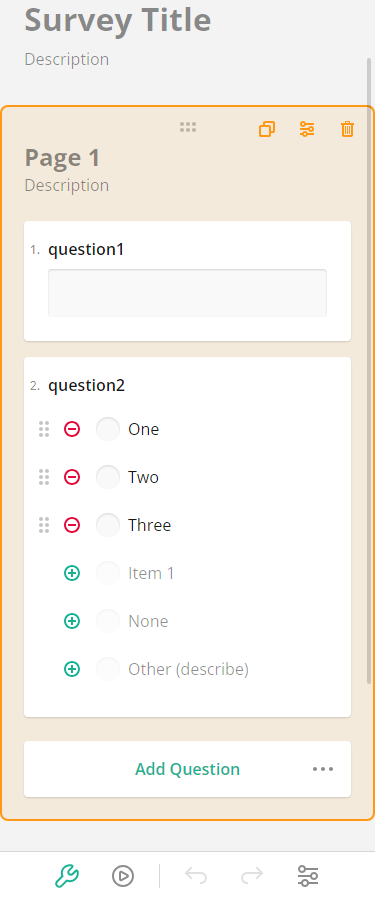 Survey Title
Description
Page 1
Description
1. question1
2. question2
One
Two
Three
Item 1
None
Other (describe)
Add Question